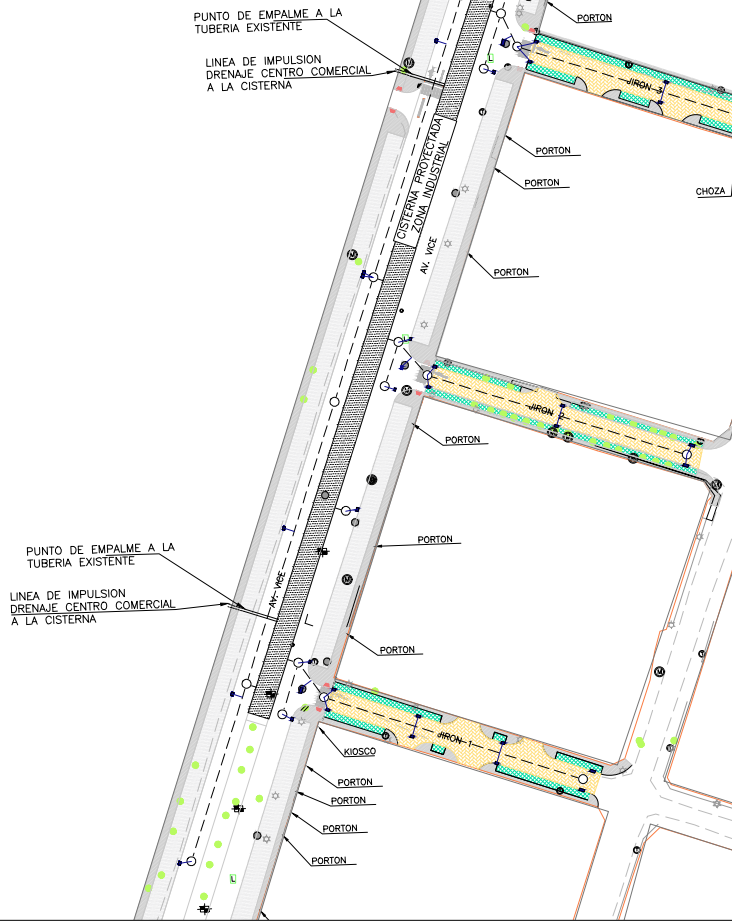 PUNTO DE EMPALME A LA
TUBERIA EXISTENTE
PORTON
LINEA DE IMPULSION
DRENAJE CENTRO COMERCIAL
A LA CISTERNA
M
L
JIRON 3
CISTERNA PROYECTADA
ZONA INDUSTRIAL
PORTON
PORTON
CHOZA
AV. VICE
M
PORTON
L
JIRON 2
M
PORTON
M
PORTON
PUNTO DE EMPALME A LA
TUBERIA EXISTENTE
AV. VICE
M
LINEA DE IMPULSION
DRENAJE CENTRO COMERCIAL
A LA CISTERNA
PORTON
M
JIRON 1
KIOSCO
PORTON
PORTON
PORTON
PORTON
L